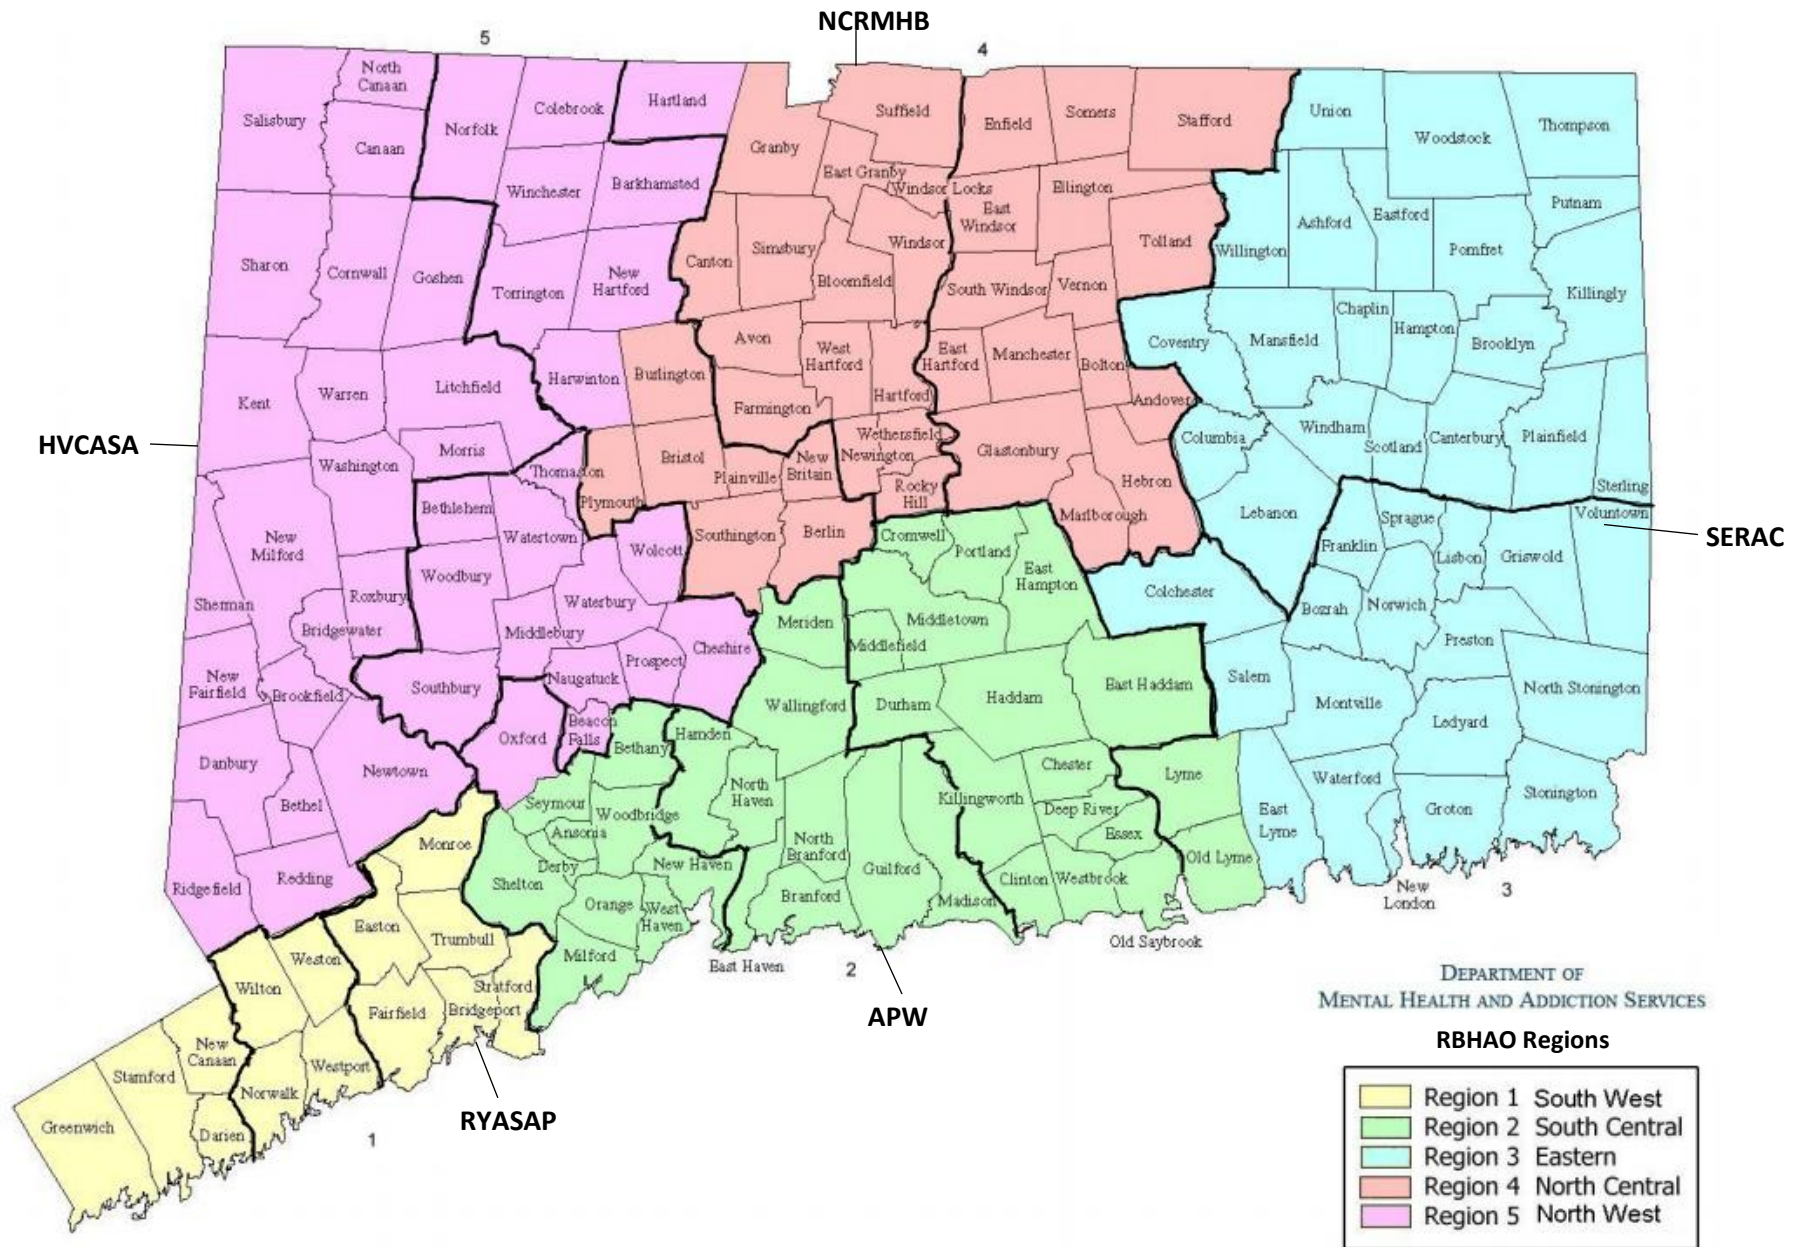 NCRMHB
5
4
North
Canaan
Salisbury
Canaan
Norfolk
Colebrook
Hartland
Granby
Suffield
Enfield
Somers
Stafford
Union
Woodstock
Thompson
Winchester
Barkhamsted
East Granby
Windsor Locks
East
Windsor
Ellington
Windsor
Tolland
Willington
Ashford
Eastford
Pomfret
Putnam
Sharon
Cornwall
Goshen
Torrington
New
Hartford
Canton
Simsbury
Bloomfield
South Windsor
Vernon
Killingly
Chaplin
Hampton
Brooklyn
Mansfield
Coventry
Avon
West
Hartford
East
Hartford
Manchester
Bolton
Kent
Warren
Litchfield
Harwinton
Burlington
Farmington
Hartford
Andover
HVCASA
Washington
Morris
Thomaston
Bristol
Plainville
New
Britain
Wethersfield
Newington
Rocky
Hill
Glastonbury
Hebron
Columbia
Windham
Scotland
Canterbury
Plainfield
Sterling
Voluntown
SERAC
New
Milford
Bethlehem
Watertown
Plymouth
Wolcott
Southington
Berlin
Cromwell
Portland
East
Hampton
Marlborough
Lebanon
Franklin
Sprague
Lisbon
Griswold
Sherman
Roxbury
Woodbury
Waterbury
Bridgewater
Middlebury
Cheshire
Meriden
Middletown
Middlefield
Colchester
Bozrah
Norwich
Preston
New
Fairfield
Brookfield
Southbury
Naugatuck
Prospect
Wallingford
Durham
Haddam
East Haddam
Salem
Montville
Ledyard
North Stonington
Danbury
Bethel
Newtown
Oxford
Beacon
Falls
Bethany
Hamden
North
Haven
Killingworth
Chester
Deep River
Essex
Lyme
East
Lyme
Waterford
Groton
Stonington
Ridgefield
Redding
Monroe
Seymour
Ansonia
Woodbridge
Derby
Shelton
New Haven
North
Branford
Branford
Guilford
Madison
Clinton
Westbrook
Old Lyme
New
London
3
Easton
Trumbull
Orange
West
Haven
Milford
East Haven
2
APW
Old Saybrook
Wilton
Weston
Fairfield
Stratford
Bridgeport
New
Canaan
Stamford
Norwalk
Westport
Greenwich
Darien
1
RYASAP
DEPARTMENT OF
MENTAL HEALTH AND ADDICTION SERVICES
RBHAO Regions
Region 1 South West
Region 2 South Central
Region 3 Eastern
Region 4 North Central
Region 5 North West